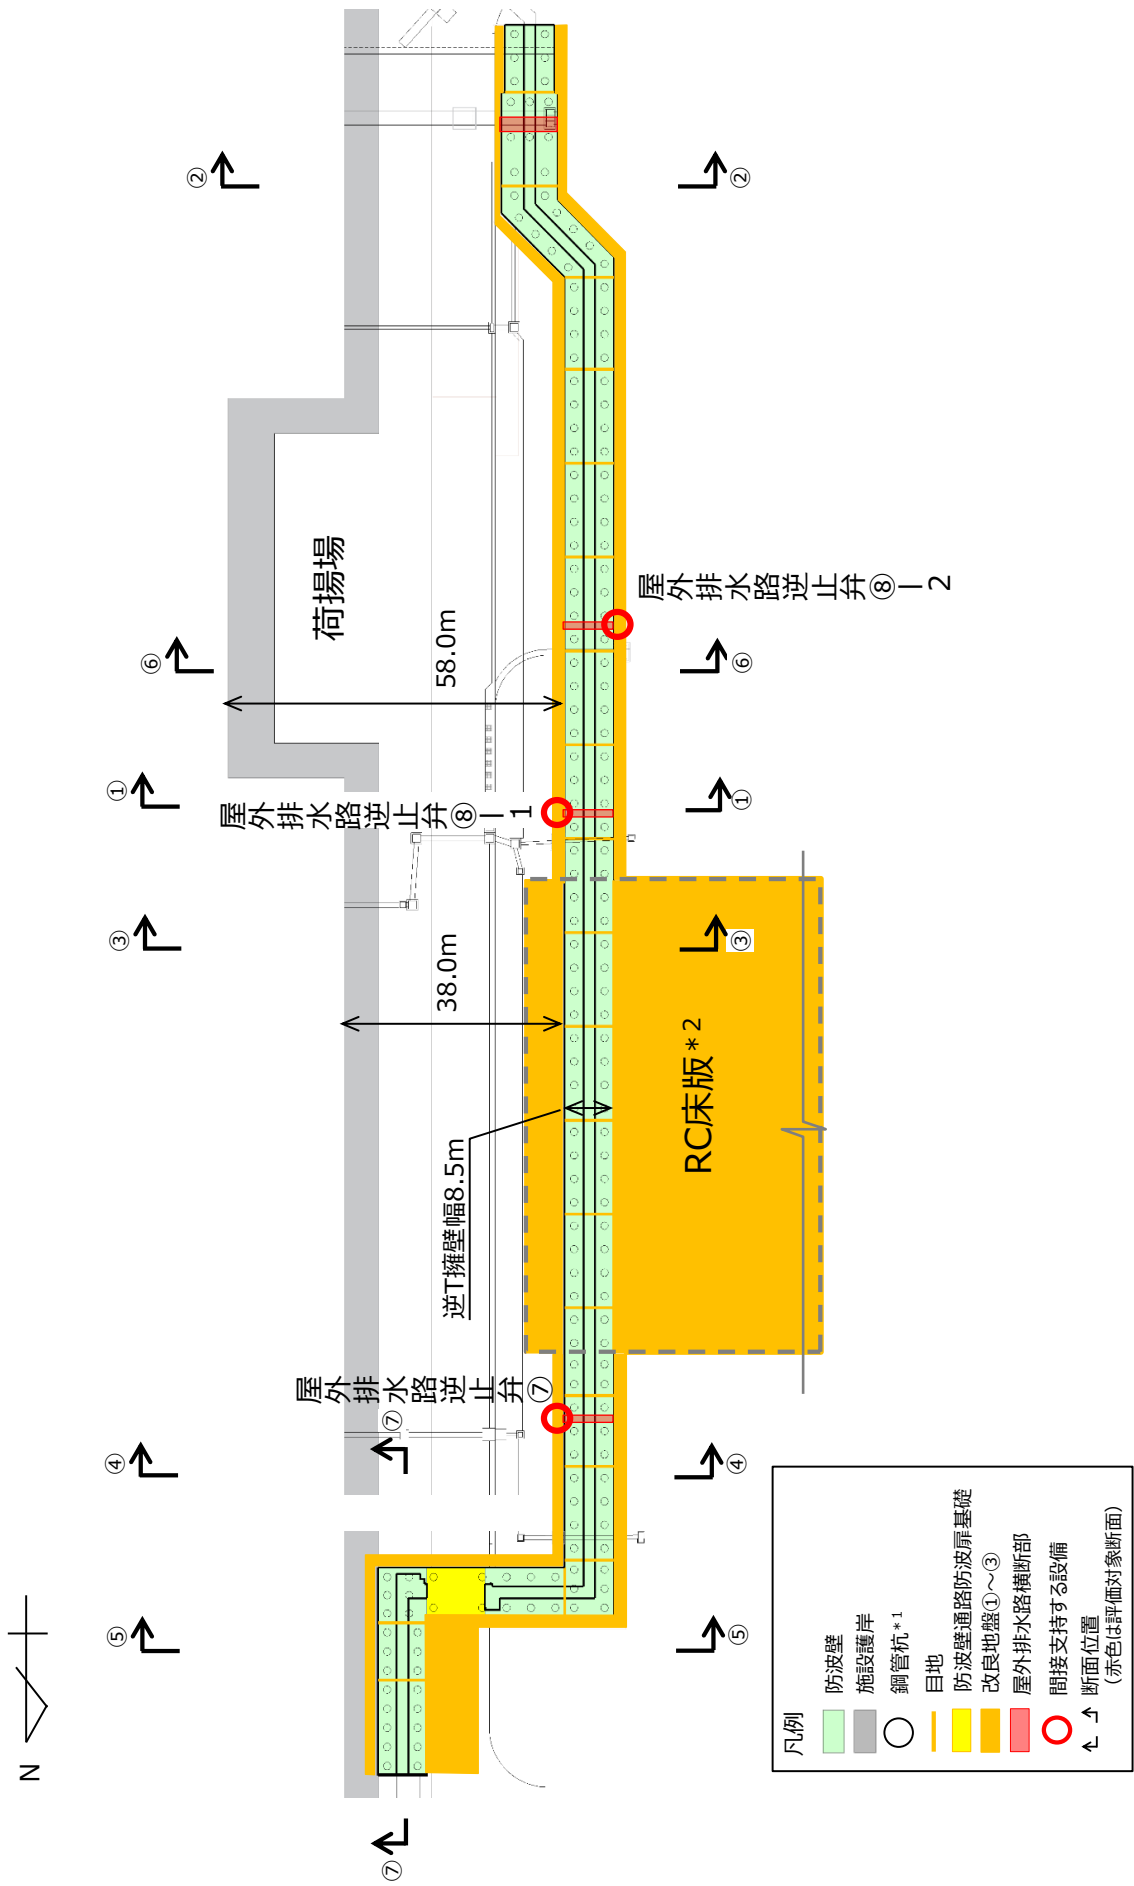 ②
②
荷揚場
屋外排水路逆止弁⑧ー2
⑥
⑥
58.0m
①
①
屋外排水路逆止弁⑧ー1
③
③
38.0m
RC床版*2
逆T擁壁幅8.5m
屋外排水路逆止弁⑦
⑦
④
④
⑤
⑤
N
⑦
凡例
防波壁
施設護岸
鋼管杭*1
目地
防波壁通路防波扉基礎
改良地盤①～③
屋外排水路横断部
間接支持する設備
断面位置
（赤色は評価対象断面）